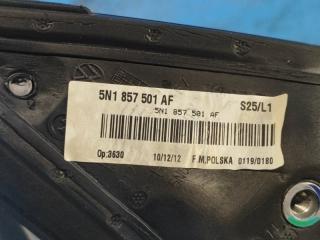 5N1 857 501 AF S25/L1
5N1 857 501 AF
Op:3630 10/12/12 F.M.POLSKA 0119/0180